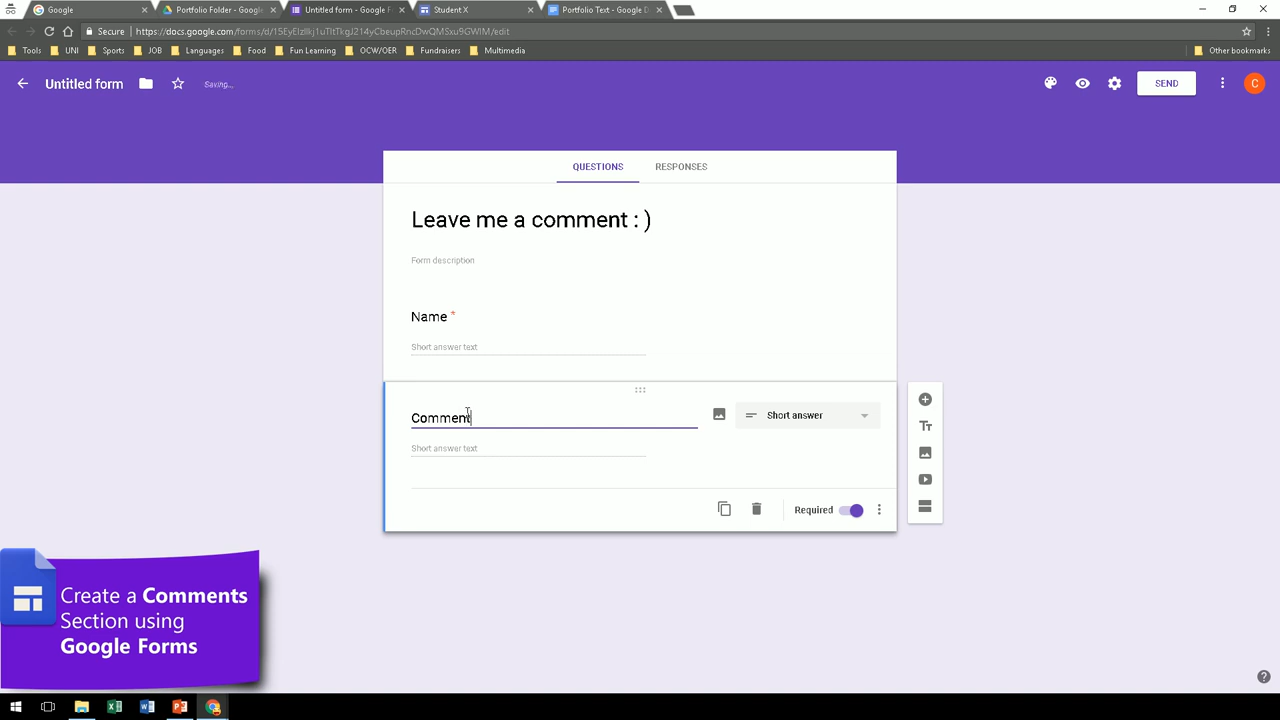 Google
Portfolio Folder - Google
Untitled form - Google F
Student X
Portfolio Text - Google D
Secure
https://docs.google.com/forms/d/15EyEIzllkj1uTltTkgJ214yCbeupRncDwQMSxu9GWIM/edit
Tools UNI Sports JOB Languages Food Fun Learning OCW/OER Fundraisers Multimedia Other bookmarks
Untitled form Saving... SEND C
QUESTIONS RESPONSES
Leave me a comment : )
Form description
Name *
Short answer text
Comment Short answer
Short answer text
Required
Create a Comments
Section using
Google Forms